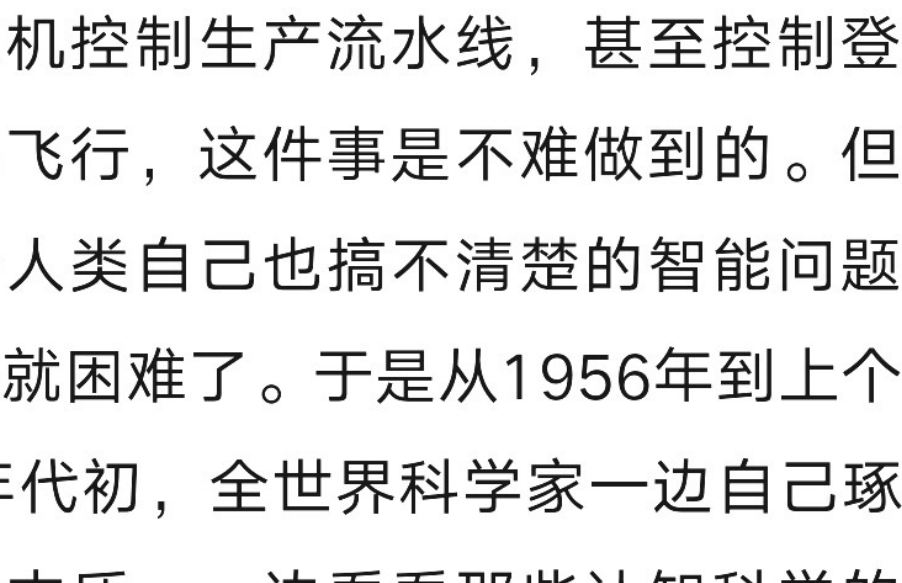 机控制生产流水线，甚至控制登
飞行，这件事是不难做到的。但
人类自己也搞不清楚的智能问题
就困难了。于是从1956年到上个
年代初，全世界科学家一边自己琢